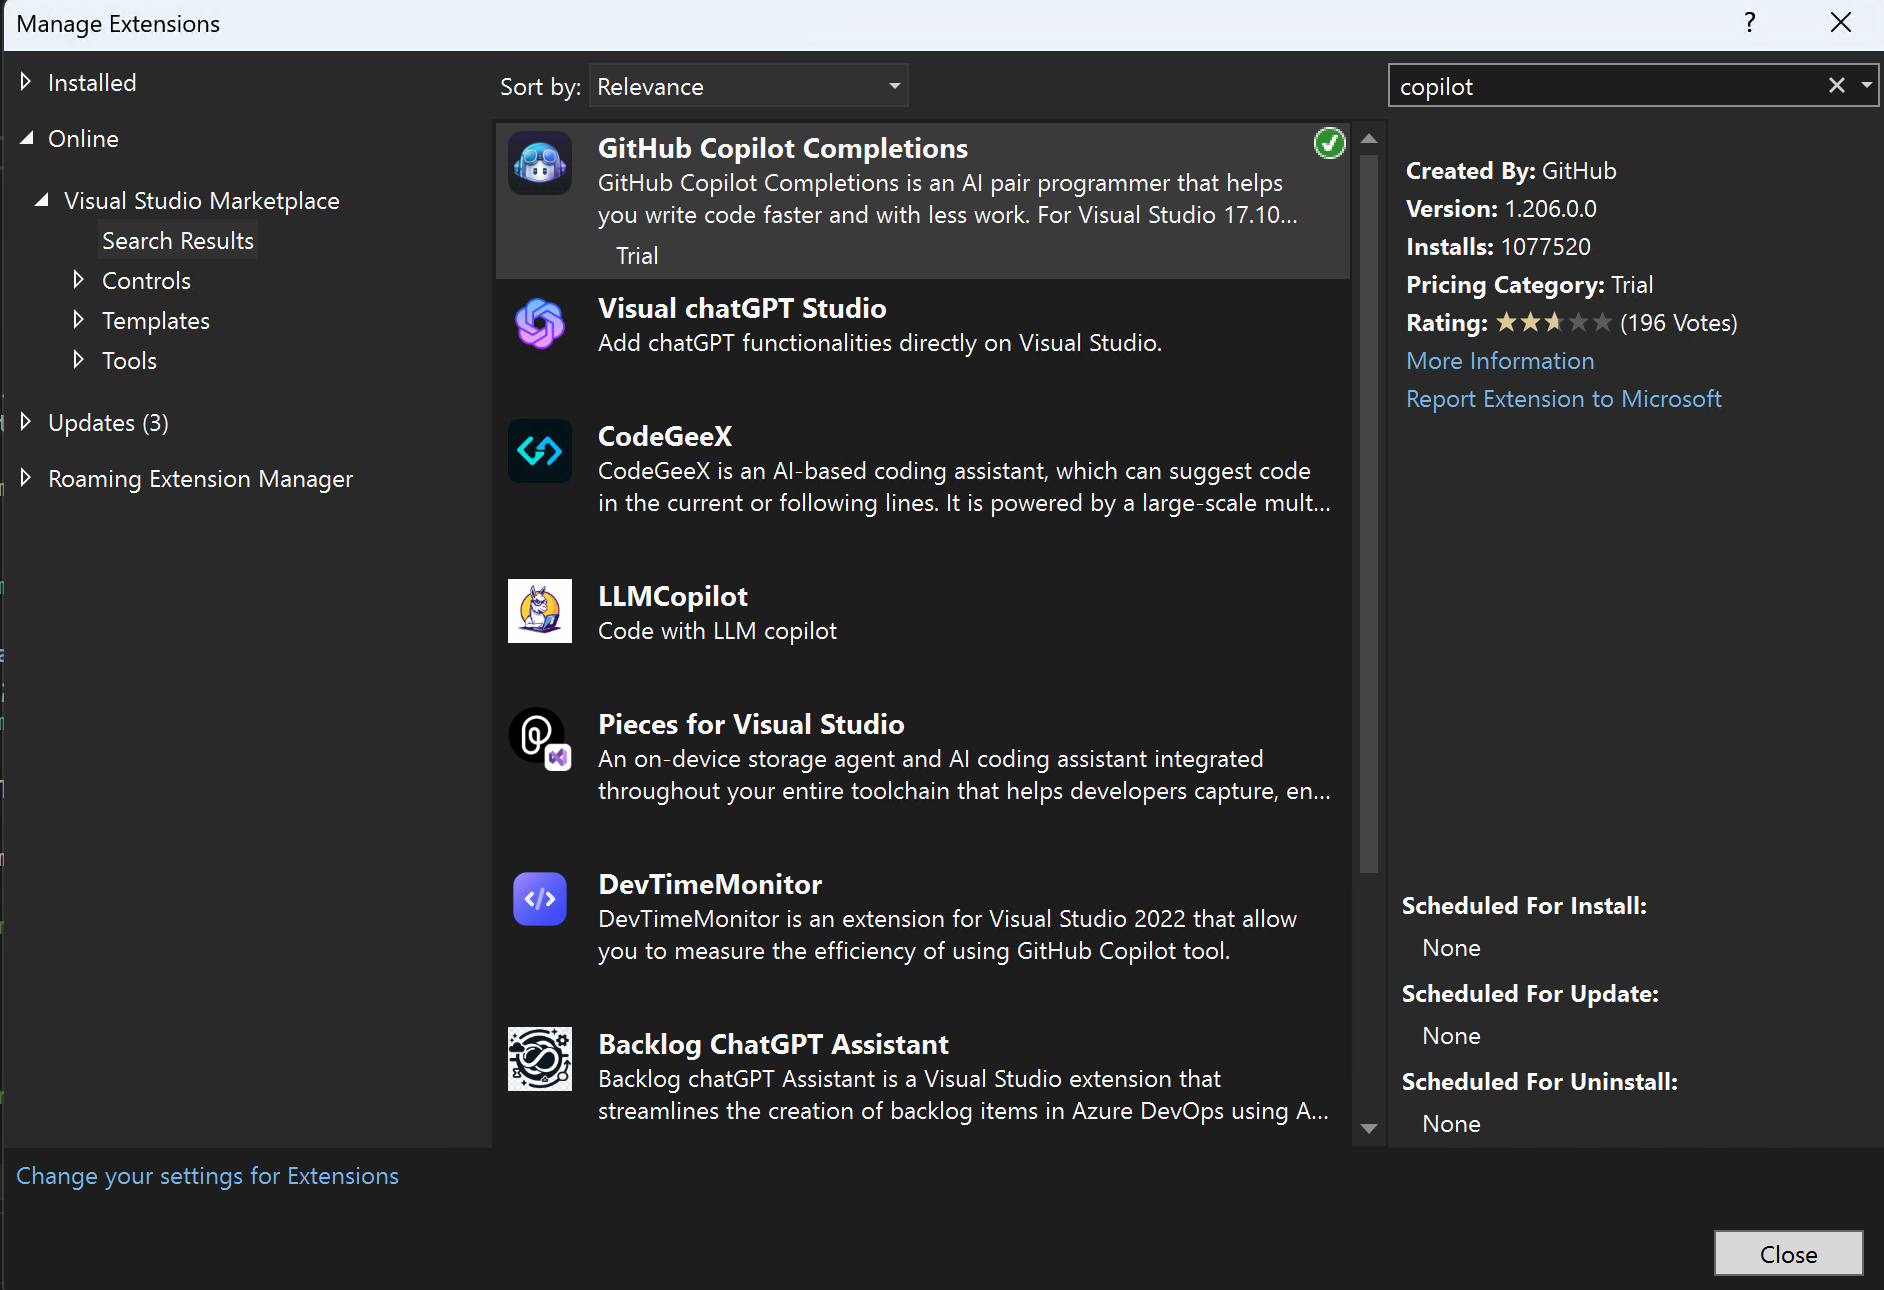 Manage Extensions
?
Installed
Online
Visual Studio Marketplace
Search Results
Controls
Templates
Tools
Updates (3)
Roaming Extension Manager
Sort by: Relevance
GitHub Copilot Completions
GitHub Copilot Completions is an AI pair programmer that helps
you write code faster and with less work. For Visual Studio 17.10...
Trial
Visual chatGPT Studio
Add chatGPT functionalities directly on Visual Studio.
CodeGeeX
CodeGeeX is an AI-based coding assistant, which can suggest code
in the current or following lines. It is powered by a large-scale mult...
LLMCopilot
Code with LLM copilot
Pieces for Visual Studio
An on-device storage agent and AI coding assistant integrated
throughout your entire toolchain that helps developers capture, en...
DevTimeMonitor
DevTimeMonitor is an extension for Visual Studio 2022 that allow
you to measure the efficiency of using GitHub Copilot tool.
Backlog ChatGPT Assistant
Backlog chatGPT Assistant is a Visual Studio extension that
streamlines the creation of backlog items in Azure DevOps using A...
copilot
Created By: GitHub
Version: 1.206.0.0
Installs: 1077520
Pricing Category: Trial
Rating: (196 Votes)
More Information
Report Extension to Microsoft
Scheduled For Install:
None
Scheduled For Update:
None
Scheduled For Uninstall:
None
Change your settings for Extensions
Close